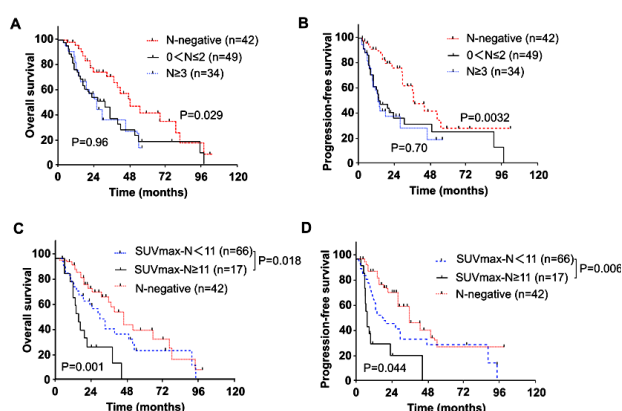 A
Overall survival
100
80
60
40
20
0
0 24 48 72 96 120
Time (months)
N-negative (n=42)
0<N≤2 (n=49)
N≥3 (n=34)
P=0.029
P=0.96
B
Progression-free survival
100
80
60
40
20
0
0 24 48 72 96 120
Time (months)
N-negative (n=42)
0<N≤2 (n=49)
N≥3 (n=34)
P=0.0032
P=0.70
C
Overall survival
100
80
60
40
20
0
0 24 48 72 96 120
Time (months)
SUVmax-N<11 (n=66)
SUVmax-N≥11 (n=17)
N-negative (n=42)
P=0.018
P=0.001
D
Progression-free survival
100
80
60
40
20
0
0 24 48 72 96 120
Time (months)
SUVmax-N<11 (n=66)
SUVmax-N≥11 (n=17)
N-negative (n=42)
P=0.006
P=0.044